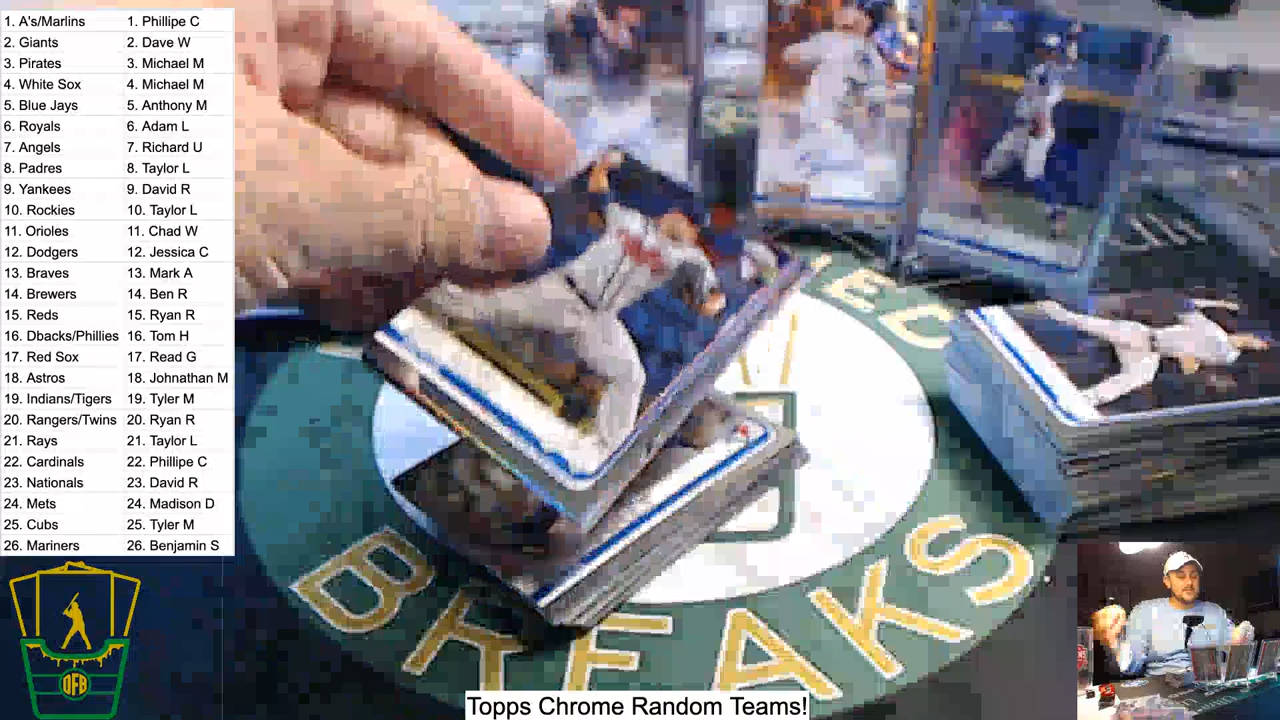 1. A's/Marlins 1. Phillipe C
2. Giants 2. Dave W
3. Pirates 3. Michael M
4. White Sox 4. Michael M
5. Blue Jays 5. Anthony M
6. Royals 6. Adam L
7. Angels 7. Richard U
8. Padres 8. Taylor L
9. Yankees 9. David R
10. Rockies 10. Taylor L
11. Orioles 11. Chad W
12. Dodgers 12. Jessica C
13. Braves 13. Mark A
14. Brewers 14. Ben R
15. Reds 15. Ryan R
16. Dbacks/Phillies 16. Tom H
17. Red Sox 17. Read G
18. Astros 18. Johnathan M
19. Indians/Tigers 19. Tyler M
20. Rangers/Twins 20. Ryan R
21. Rays 21. Taylor L
22. Cardinals 22. Phillipe C
23. Nationals 23. David R
24. Mets 24. Madison D
25. Cubs 25. Tyler M
26. Mariners 26. Benjamin S
BREAKS
OFB
Topps Chrome Random Teams!